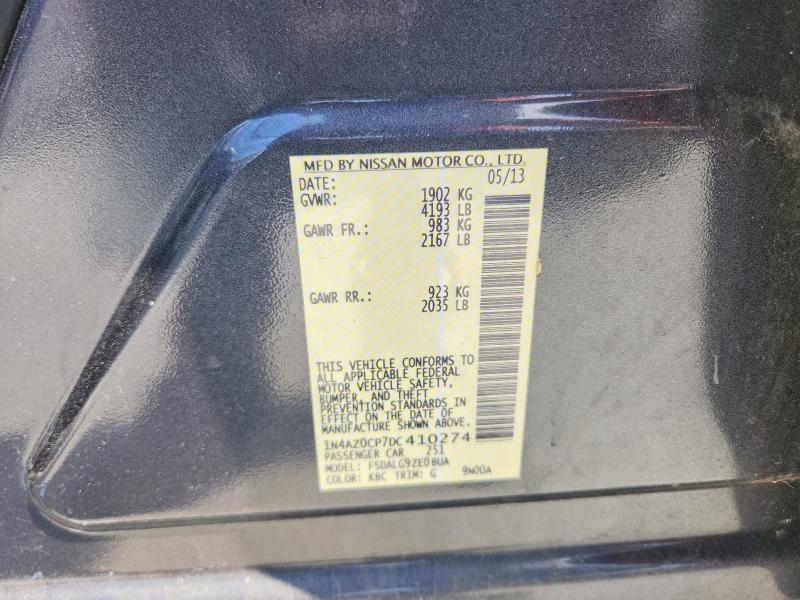 MFD BY NISSAN MOTOR CO., LTD.
DATE: 05/13
GVWR: 1902 KG
4193 LB
GAWR FR.: 983 KG
2167 LB
GAWR RR.: 923 KG
2035 LB
THIS VEHICLE CONFORMS TO
ALL APPLICABLE FEDERAL
MOTOR VEHICLE SAFETY,
BUMPER, AND THEFT
PREVENTION STANDARDS IN
EFFECT ON THE DATE OF
MANUFACTURE SHOWN ABOVE.
1N4AZ0CP7DC410274
PASSENGER CAR 251
MODEL: FSDALG9ZE0BUA
COLOR: KBC TRIM: G 9N00A